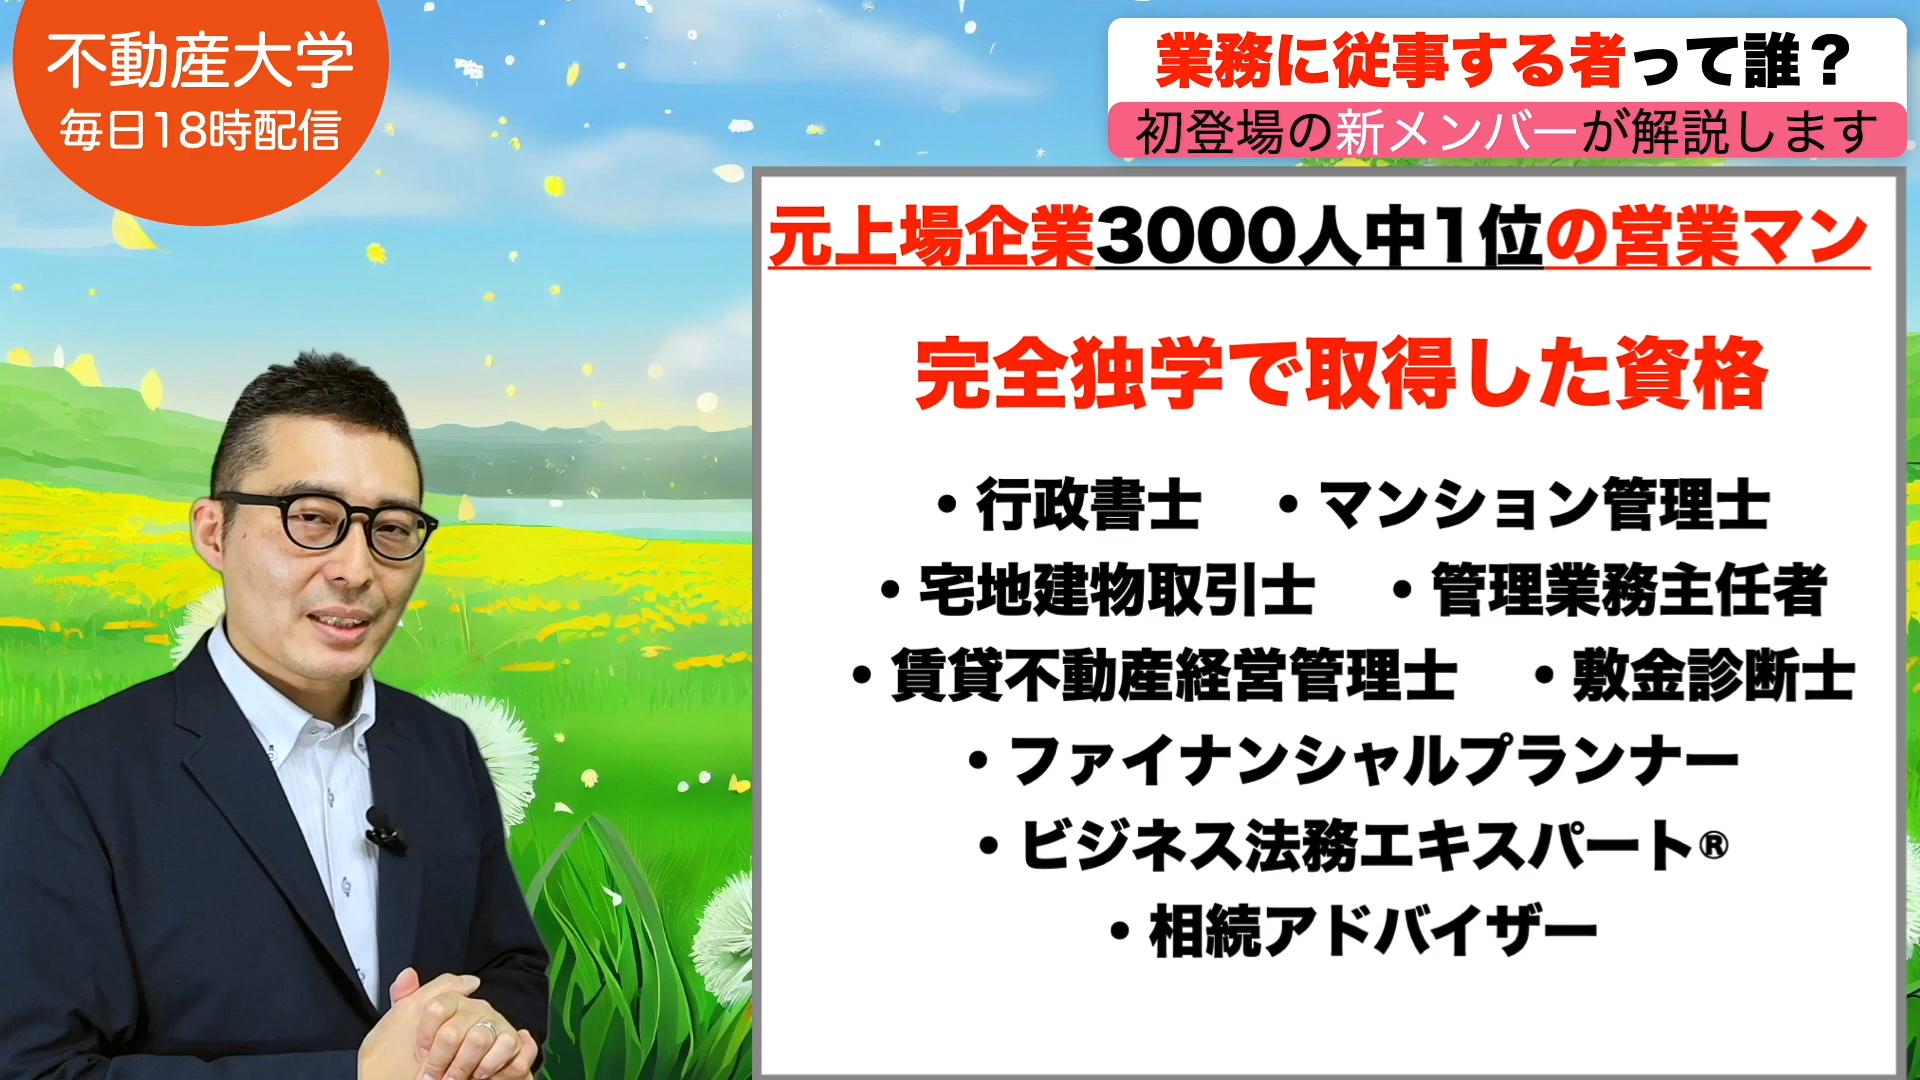 不動産大学
毎日18時配信
業務に従事する者って誰？
初登場の新メンバーが解説します
元上場企業3000人中1位の営業マン
完全独学で取得した資格
・行政書士 ・マンション管理士
・宅地建物取引士 ・管理業務主任者
・賃貸不動産経営管理士 ・敷金診断士
・ファイナンシャルプランナー
・ビジネス法務エキスパート®
・相続アドバイザー